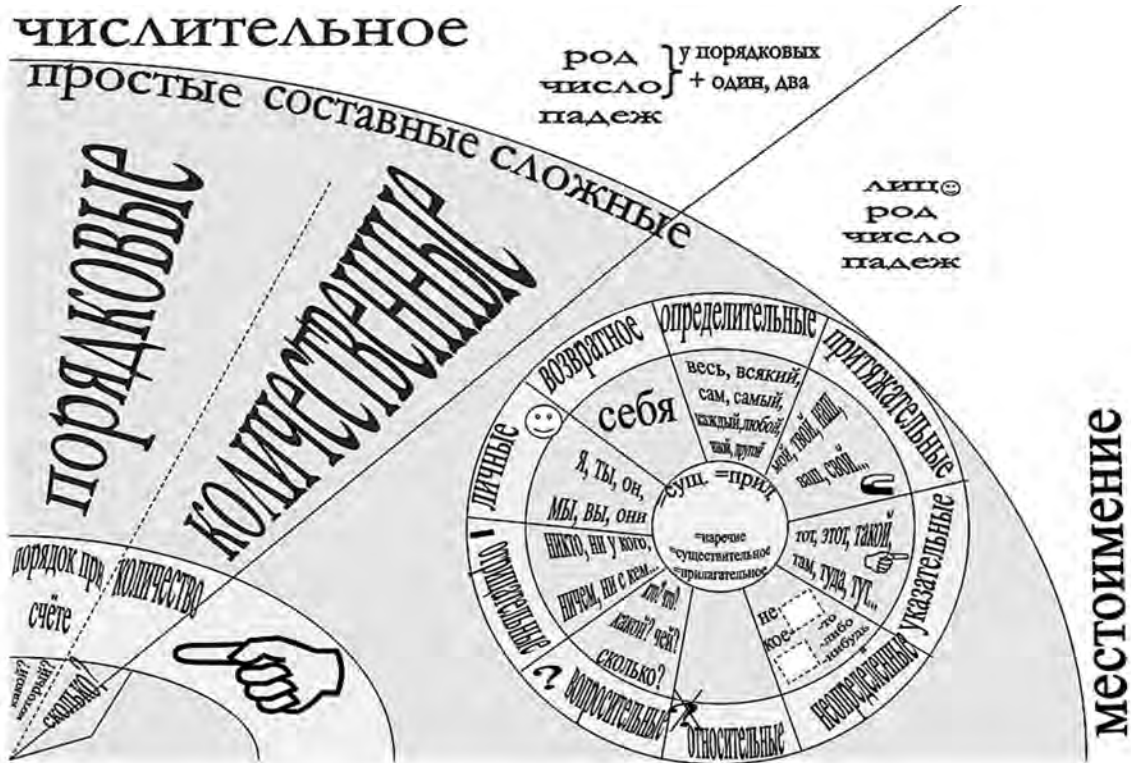 числительное
простые составные сложные
род
число
падеж
у порядковых
+ один, два
порядковые
количественные
порядок при
счёте
количество
какой?
который?
сколько?
лиц☺
род
число
падеж
местоимение
возвратное
себя
определительные
весь, всякий,
сам, самый,
каждый, любой,
иной, другой
притяжательные
мой, твой, наш,
ваш, свой...
указательные
тот, этот, такой,
там, туда, тут...
неопределённые
не-
кое-
-то
-либо
-нибудь
относительные
вопросительные
?
кто? что?
какой? чей?
сколько?
отрицательные
никто, ни у кого,
ничем, ни с кем...
личные
Я, ты, он,
мы, вы, они
сущ. =прил
=наречие
=существительное
=прилагательное